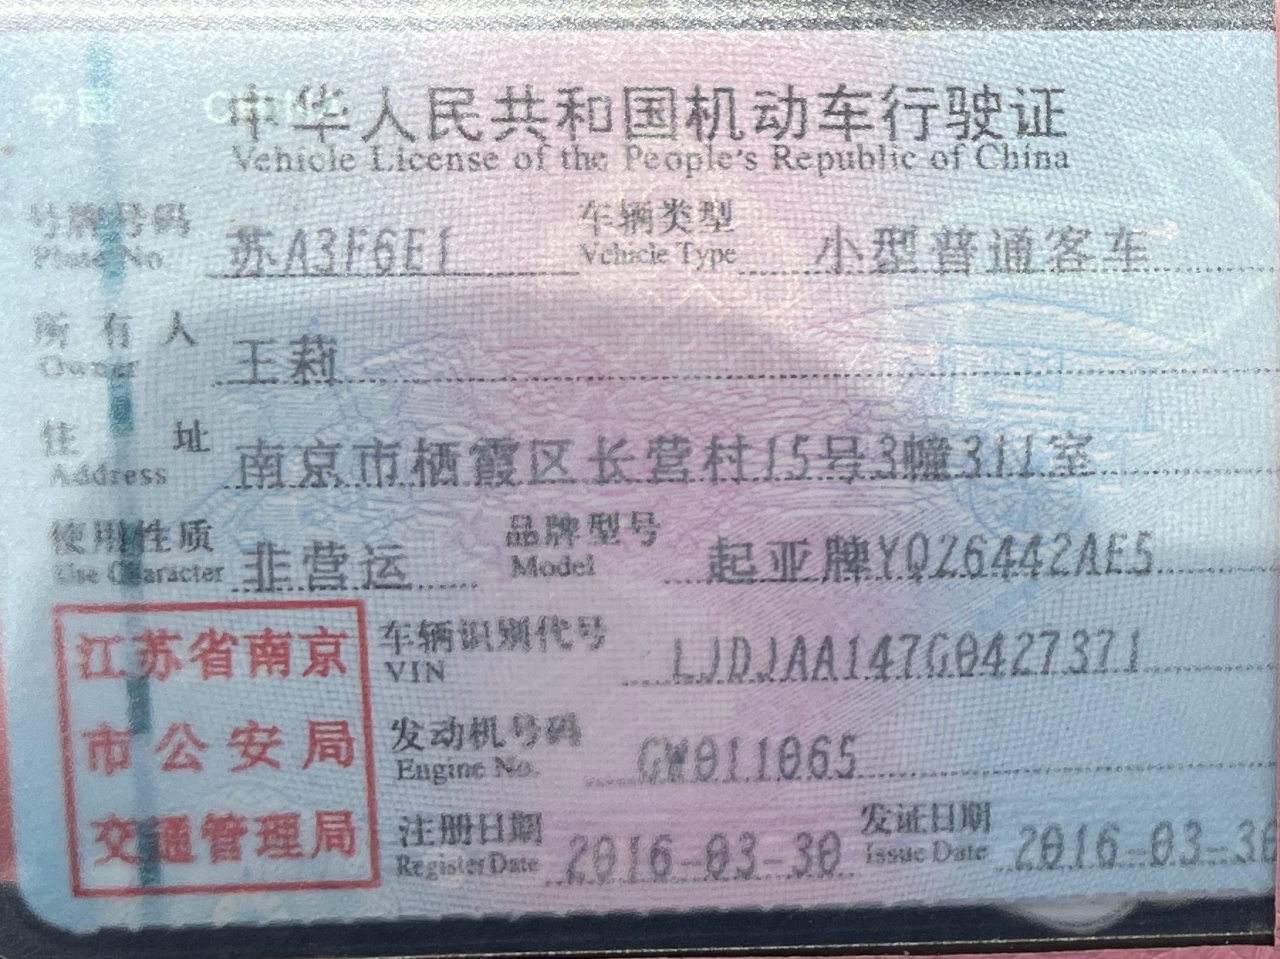 中国 China
中华人民共和国机动车行驶证
Vehicle License of the People's Republic of China
号牌号码 苏A3F6E1 车辆类型 小型普通客车
Plate No. Vehicle Type
所有人 王莉
Owner
住址 南京市栖霞区长营村15号3幢311室
Address
使用性质 非营运 品牌型号 起亚牌YQZ6442AE5
Use Character Model
江苏省南京
市公安局
交通管理局
车辆识别代号 LJDJAA147G0427371
VIN
发动机号码 GW011065
Engine No.
注册日期 2016-03-30 发证日期 2016-03-30
Register Date Issue Date